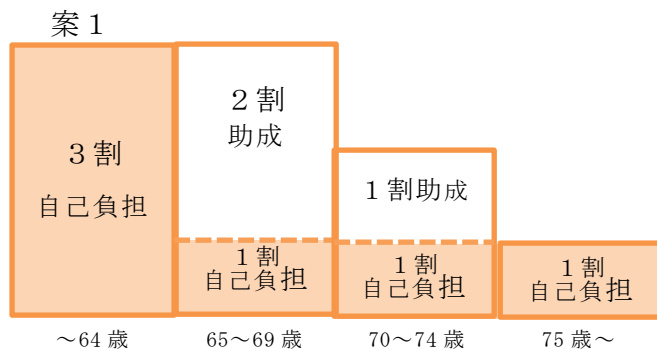 案１
３割
自己負担
２割
助成
１割
自己負担
１割助成
１割
自己負担
１割
自己負担
～64 歳
65～69 歳
70～74 歳
75 歳～